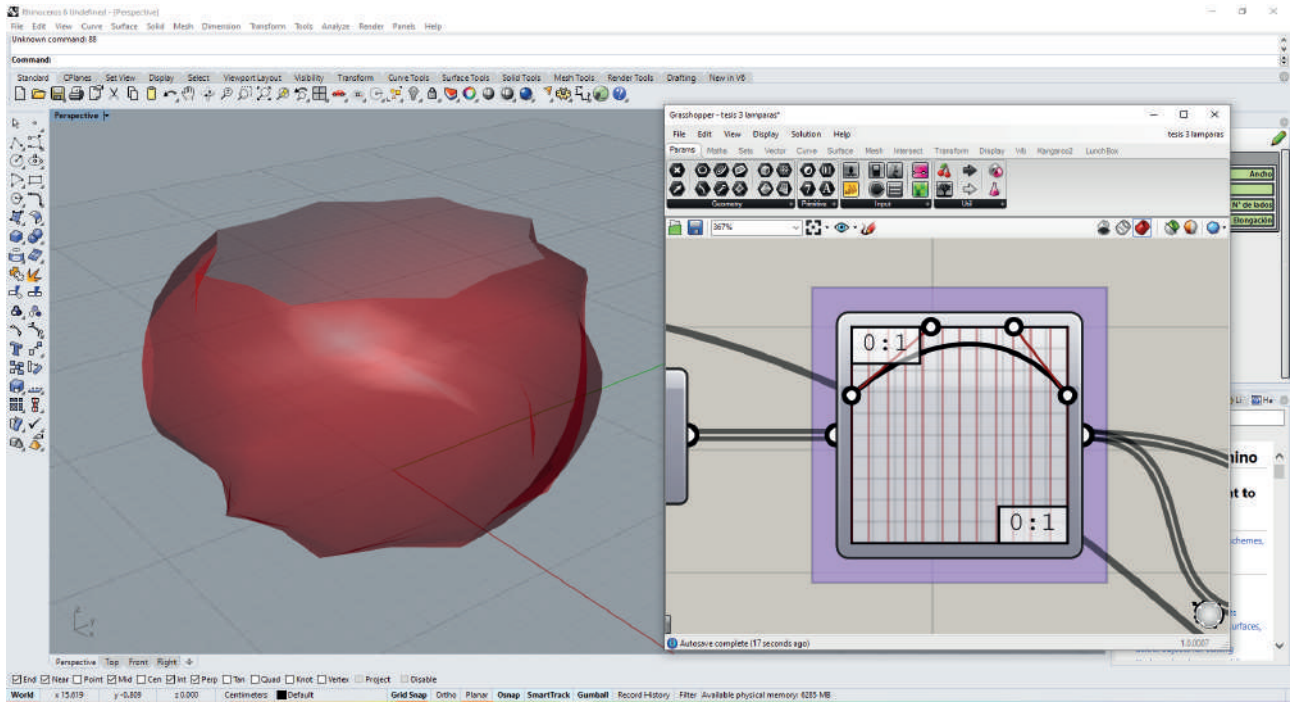 Rhinoceros 6 Undefined - [Perspective]
File Edit View Curve Surface Solid Mesh Dimension Transform Tools Analyze Render Panels Help
Unknown command: 88
Command:
Standard CPlanes Set View Display Select Viewport Layout Visibility Transform Curve Tools Surface Tools Solid Tools Mesh Tools Render Tools Drafting New in V6
Perspective
Grasshopper - tesis 3 lamparas*
File Edit View Display Solution Help tesis 3 lamparas
Params Maths Sets Vector Curve Surface Mesh Intersect Transform Display V6 Kangaroo2 LunchBox
Geometry Primitive Input Util
367%
Ancho
N° de lados
Elongación
0:1
0:1
ino
t to
chemes,
urfaces,
Autosave complete (17 seconds ago) 1.0.0007
Perspective Top Front Right
End Near Point Mid Cen Int Perp Tan Quad Knot Vertex Project Disable
World x 15.619 y -0.809 z 0.000 Centimeters Default Grid Snap Ortho Planar Osnap SmartTrack Gumball Record History Filter Available physical memory: 6285 MB